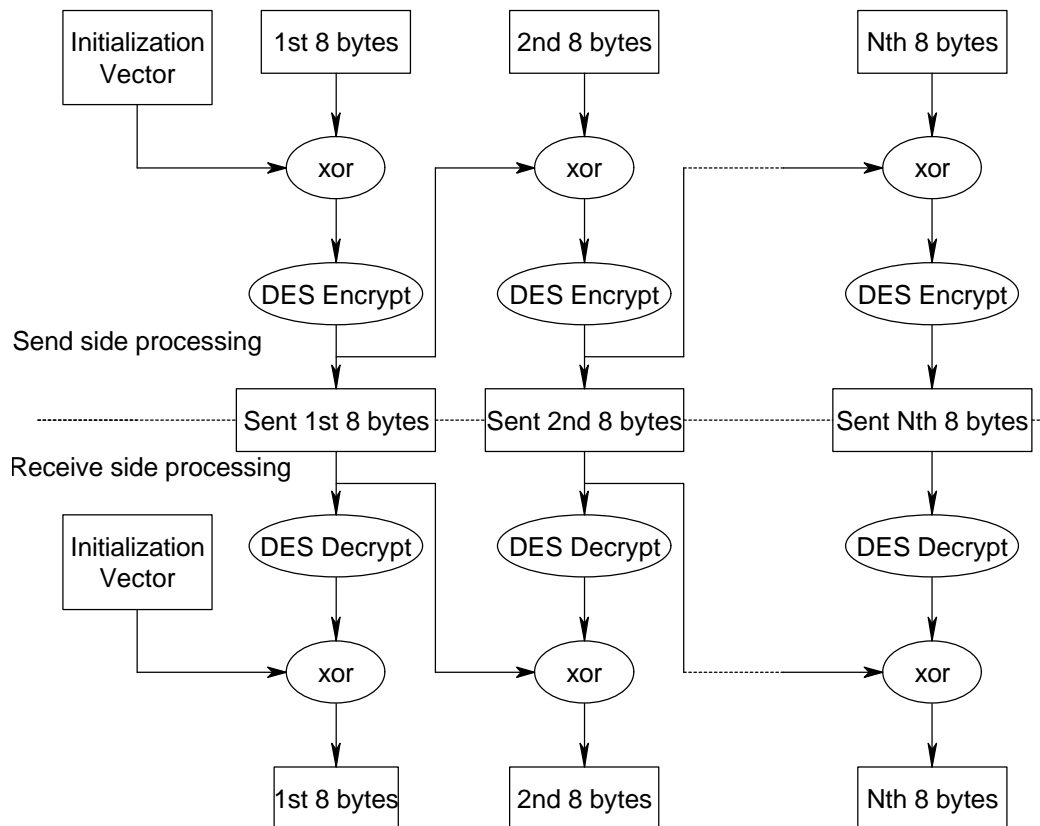 Initialization
Vector
1st 8 bytes
2nd 8 bytes
Nth 8 bytes
xor
xor
xor
DES Encrypt
DES Encrypt
DES Encrypt
Send side processing
Sent 1st 8 bytes
Sent 2nd 8 bytes
Sent Nth 8 bytes
Receive side processing
Initialization
Vector
DES Decrypt
DES Decrypt
DES Decrypt
xor
xor
xor
1st 8 bytes
2nd 8 bytes
Nth 8 bytes